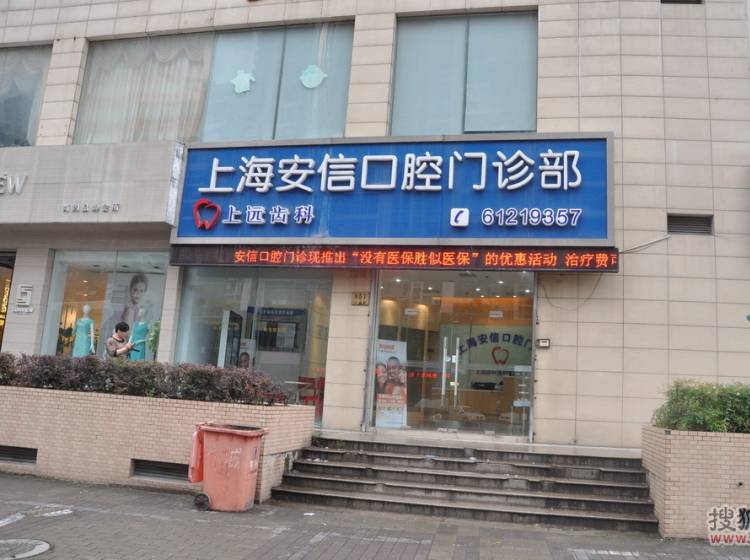 上海安信口腔门诊部
上远齿科
61219357
安信口腔门诊现推出“没有医保胜似医保”的优惠活动 治疗费
上海安信口腔门
搜狐